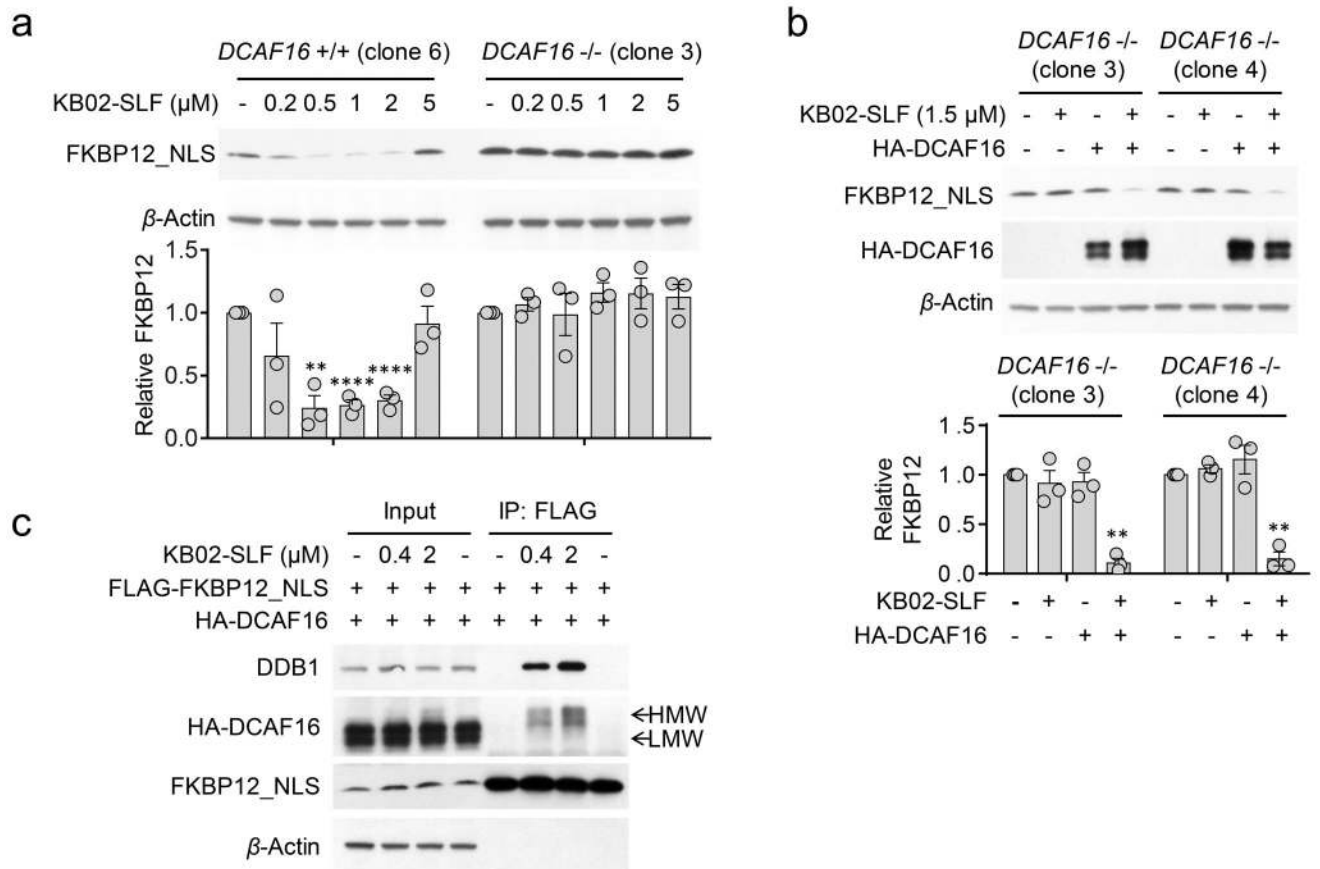 a
DCAF16 +/+ (clone 6) DCAF16 -/- (clone 3)
KB02-SLF (µM) - 0.2 0.5 1 2 5 - 0.2 0.5 1 2 5
FKBP12_NLS
β-Actin
Relative FKBP12
1.5
1.0
0.5
0.0
** **** ****
b
DCAF16 -/- DCAF16 -/-
(clone 3) (clone 4)
KB02-SLF (1.5 µM) - + - + - + - +
HA-DCAF16 - - + + - - + +
FKBP12_NLS
HA-DCAF16
β-Actin
DCAF16 -/- DCAF16 -/-
(clone 3) (clone 4)
Relative
FKBP12
1.5
1.0
0.5
0.0
** **
KB02-SLF - + - + - + - +
HA-DCAF16 - - + + - - + +
c
Input IP: FLAG
KB02-SLF (µM) - 0.4 2 - - 0.4 2 -
FLAG-FKBP12_NLS + + + + + + + +
HA-DCAF16 + + + + + + + +
DDB1
HA-DCAF16
←HMW
←LMW
FKBP12_NLS
β-Actin